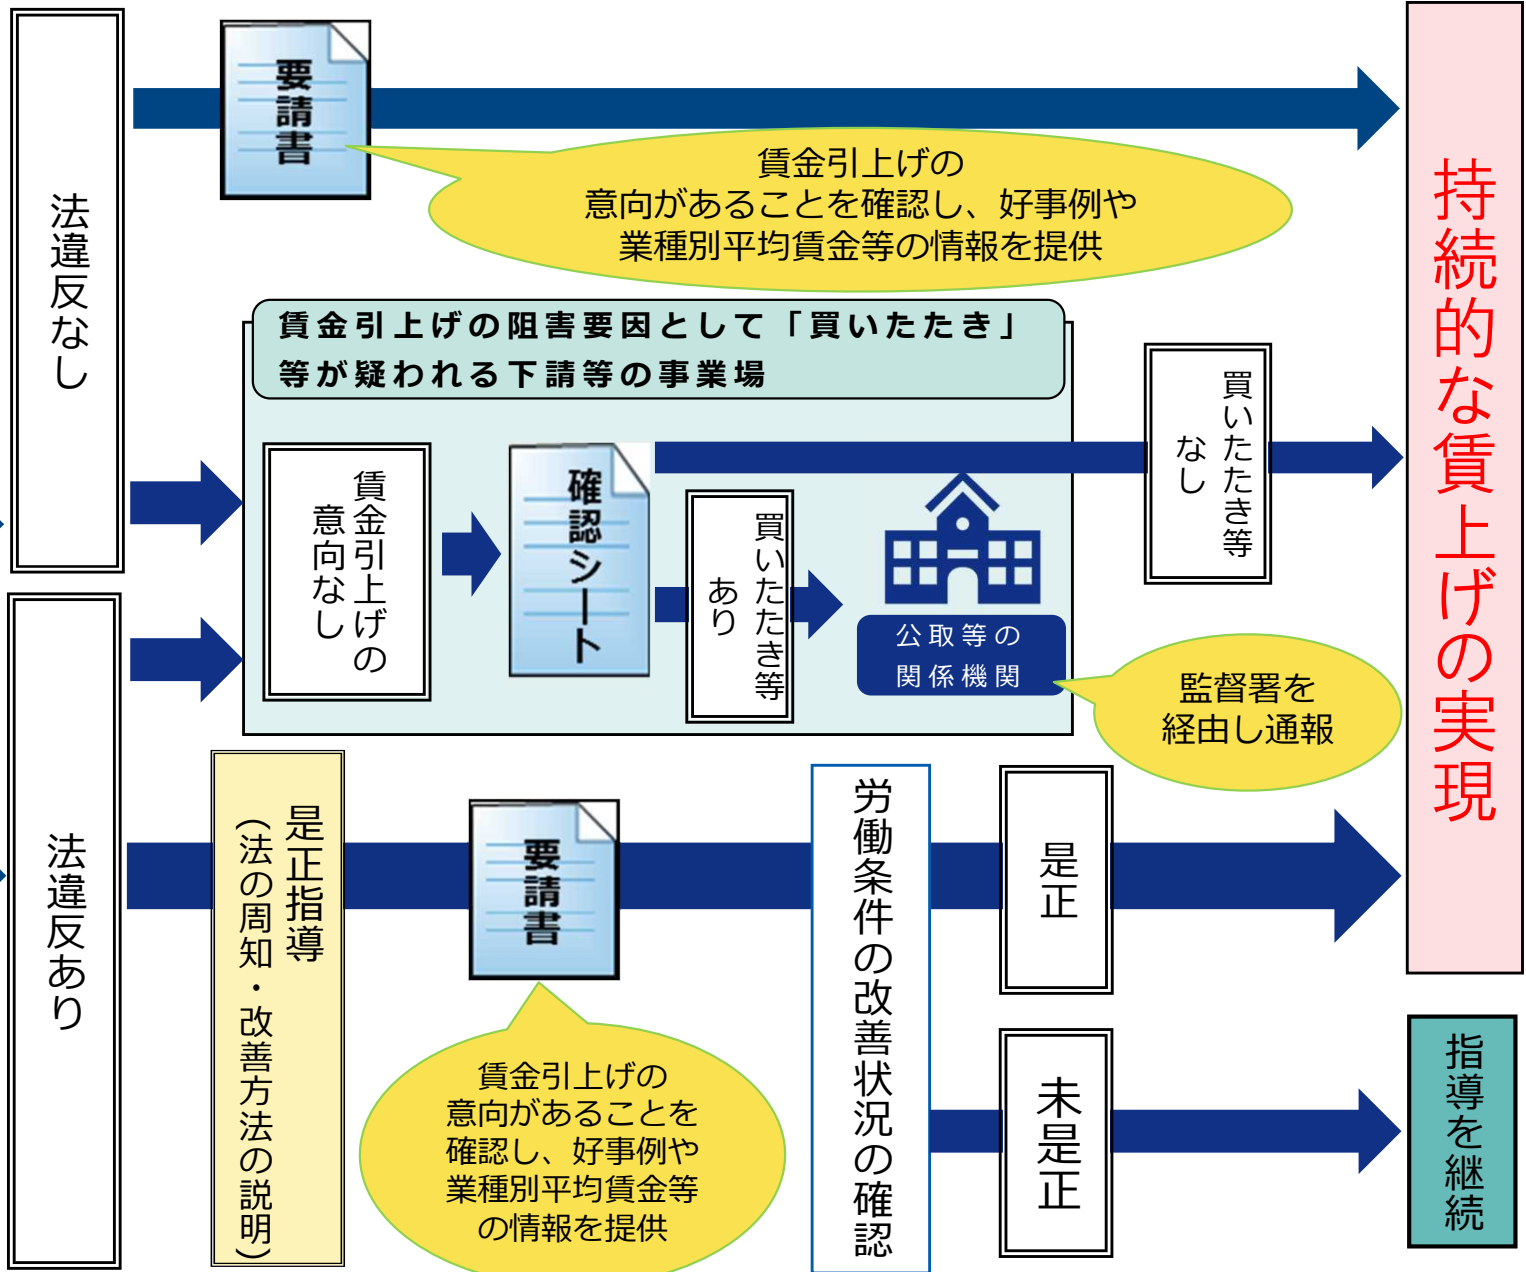 法違反なし
要請書
賃金引上げの
意向があることを確認し、好事例や
業種別平均賃金等の情報を提供
賃金引上げの阻害要因として「買いたたき」
等が疑われる下請等の事業場
賃金引上げの
意向なし
確認シート
買いたたき等
あり
公取等の
関係機関
買いたたき等
なし
監督署を
経由し通報
持続的な賃上げの実現
法違反あり
是正指導
(法の周知・改善方法の説明)
要請書
賃金引上げの
意向があることを
確認し、好事例や
業種別平均賃金等
の情報を提供
労働条件の改善状況の確認
是正
未是正
指導を継続